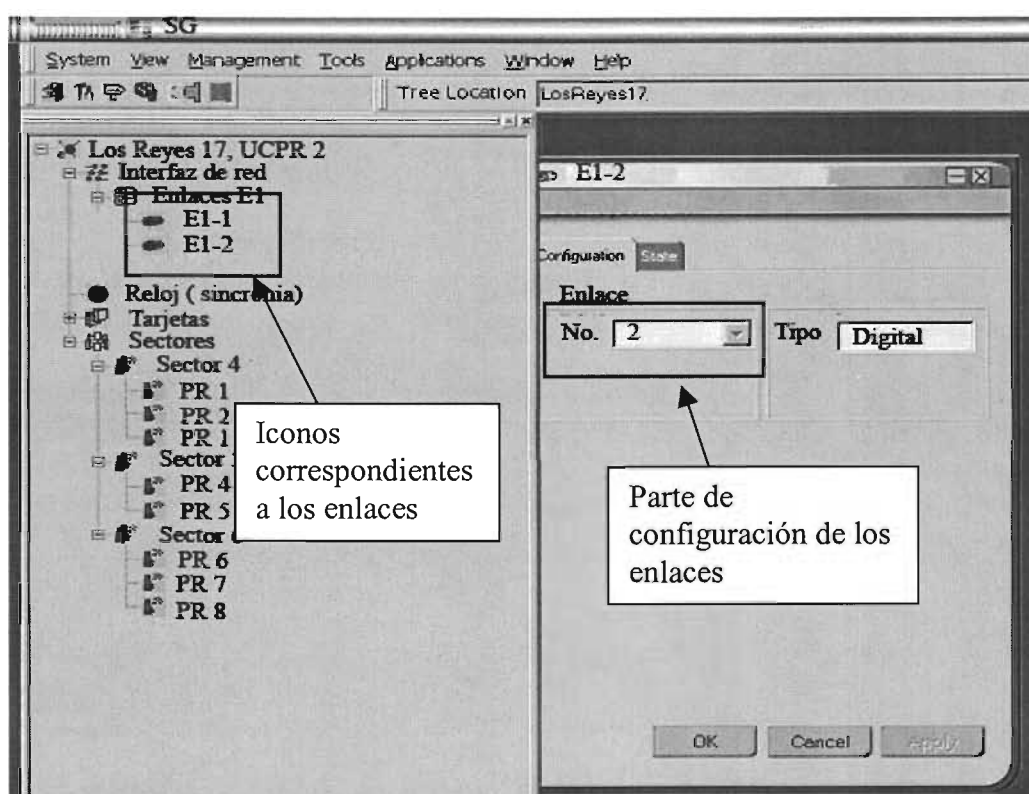 SG
System View Management Tools Applications Window Help
Tree Location LosReyes17
Los Reyes 17, UCPR 2
Interfaz de red
Enlaces E1
E1-1
E1-2
Reloj ( sincronia)
Tarjetas
Sectores
Sector 4
PR 1
PR 2
PR 1
Sector
PR 4
PR 5
Sector
PR 6
PR 7
PR 8
Iconos
correspondientes
a los enlaces
E1-2
Configuration State
Enlace
No. 2
Tipo Digital
Parte de
configuración de los
enlaces
OK Cancel Apply